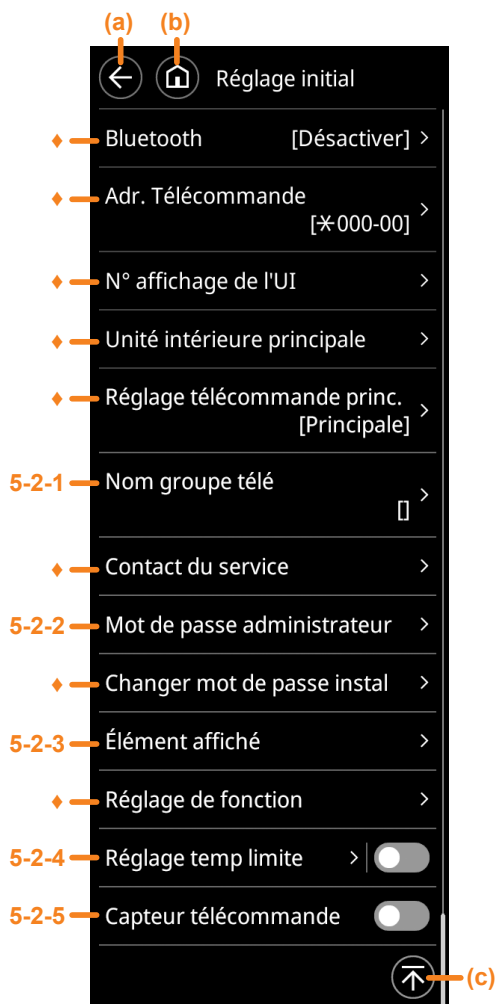 (a) (b)
Réglage initial
♦ Bluetooth [Désactiver] >
♦ Adr. Télécommande
[⚹000-00] >
♦ N° affichage de l'UI >
♦ Unité intérieure principale >
♦ Réglage télécommande princ.
[Principale] >
5-2-1 Nom groupe télé
[] >
♦ Contact du service >
5-2-2 Mot de passe administrateur >
♦ Changer mot de passe instal >
5-2-3 Élément affiché >
♦ Réglage de fonction >
5-2-4 Réglage temp limite >
5-2-5 Capteur télécommande
(c)